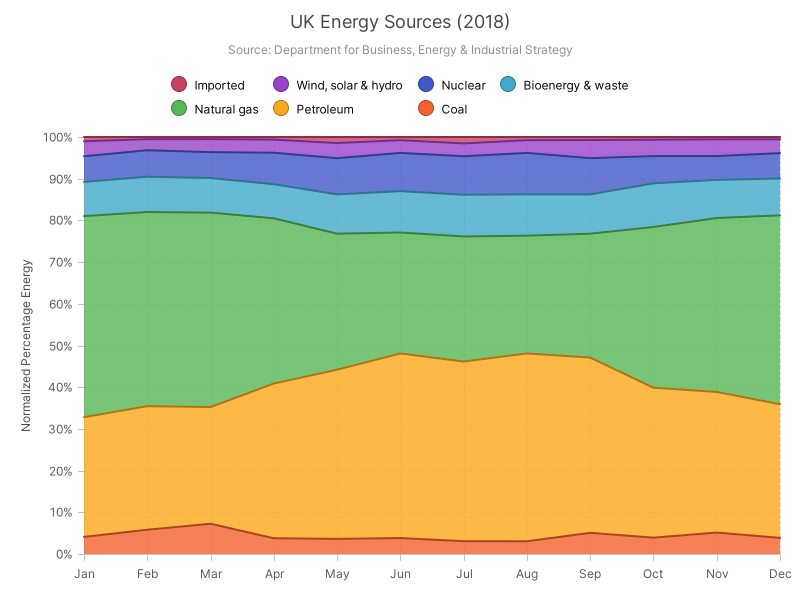 UK Energy Sources (2018)
Source: Department for Business, Energy & Industrial Strategy
Imported Wind, solar & hydro Nuclear Bioenergy & waste
Natural gas Petroleum Coal
Normalized Percentage Energy
100%
90%
80%
70%
60%
50%
40%
30%
20%
10%
0%
Jan Feb Mar Apr May Jun Jul Aug Sep Oct Nov Dec